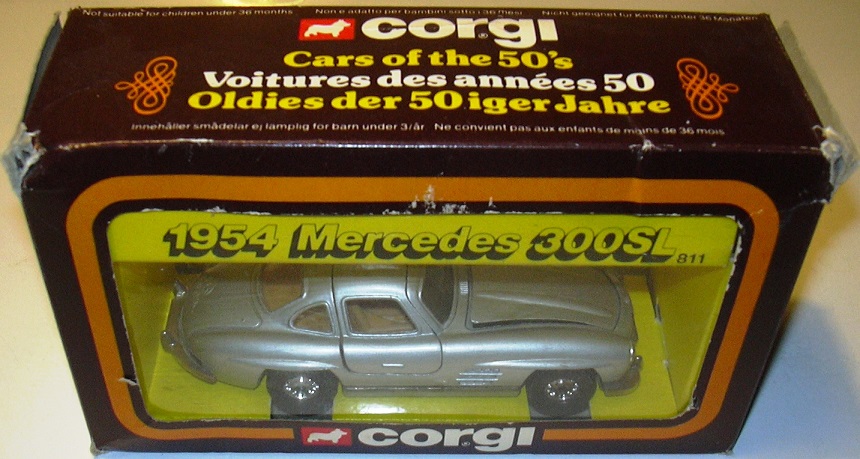 Not suitable for children under 36 months Non e adatto per bambini sotto i 36 mesi Nicht geeignet fur Kinder unter 36 Monaten
corgi
Cars of the 50's
Voitures des années 50
Oldies der 50iger Jahre
Innehåller smådelar ej lämplig for barn under 3/år Ne convient pas aux enfants de moins de 36 mois
1954 Mercedes 300SL
811
corgi